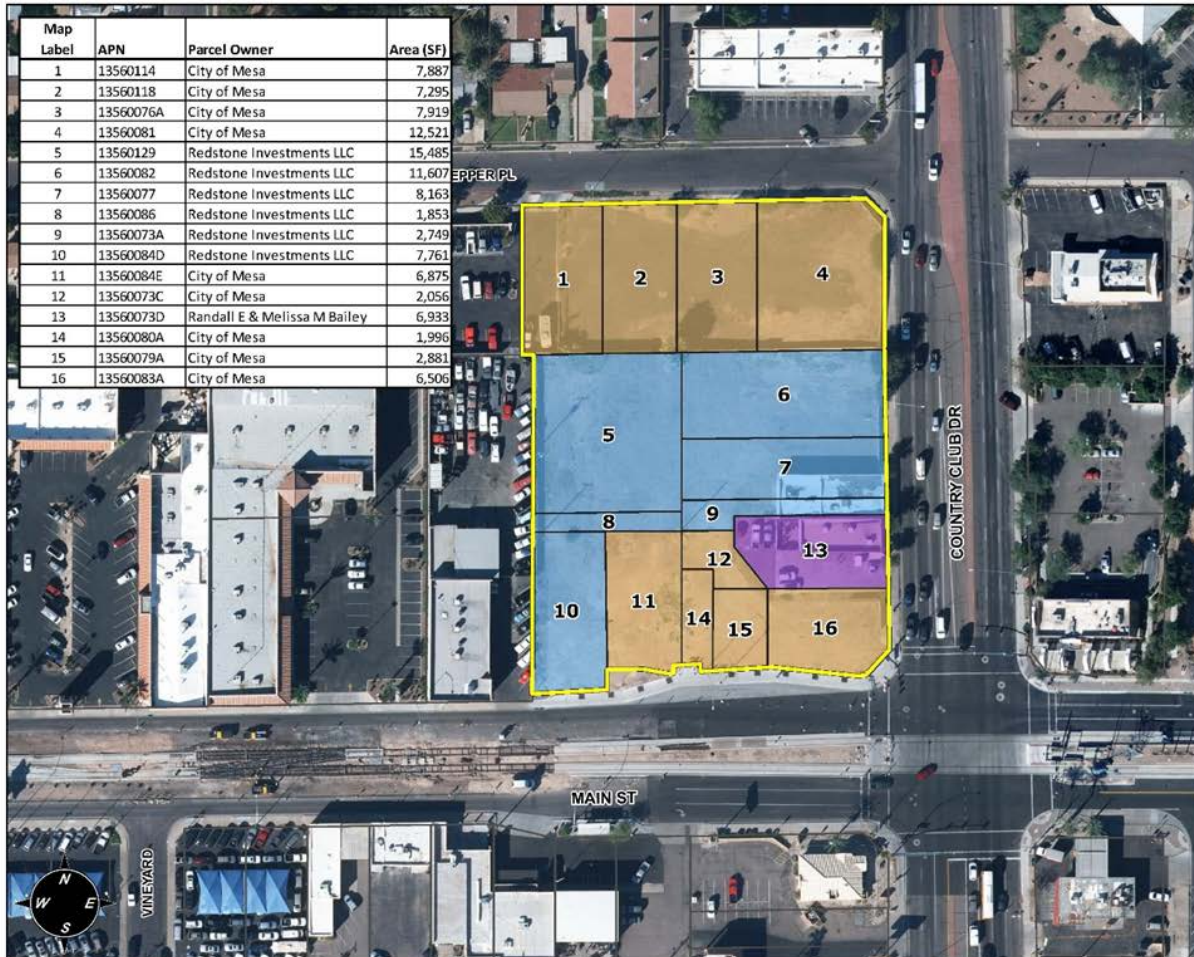 Map Label APN Parcel Owner Area (SF)
1 13560114 City of Mesa 7,887
2 13560118 City of Mesa 7,295
3 13560076A City of Mesa 7,919
4 13560081 City of Mesa 12,521
5 13560129 Redstone Investments LLC 15,485
6 13560082 Redstone Investments LLC 11,607
7 13560077 Redstone Investments LLC 8,163
8 13560086 Redstone Investments LLC 1,853
9 13560073A Redstone Investments LLC 2,749
10 13560084D Redstone Investments LLC 7,761
11 13560084E City of Mesa 6,875
12 13560073C City of Mesa 2,056
13 13560073D Randall E & Melissa M Bailey 6,933
14 13560080A City of Mesa 1,996
15 13560079A City of Mesa 2,881
16 13560083A City of Mesa 6,506
EPPER PL
1 2 3 4
5 6
7
8 9
10 11 12 13
14 15 16
COUNTRY CLUB DR
MAIN ST
VINEYARD
N
W E
S